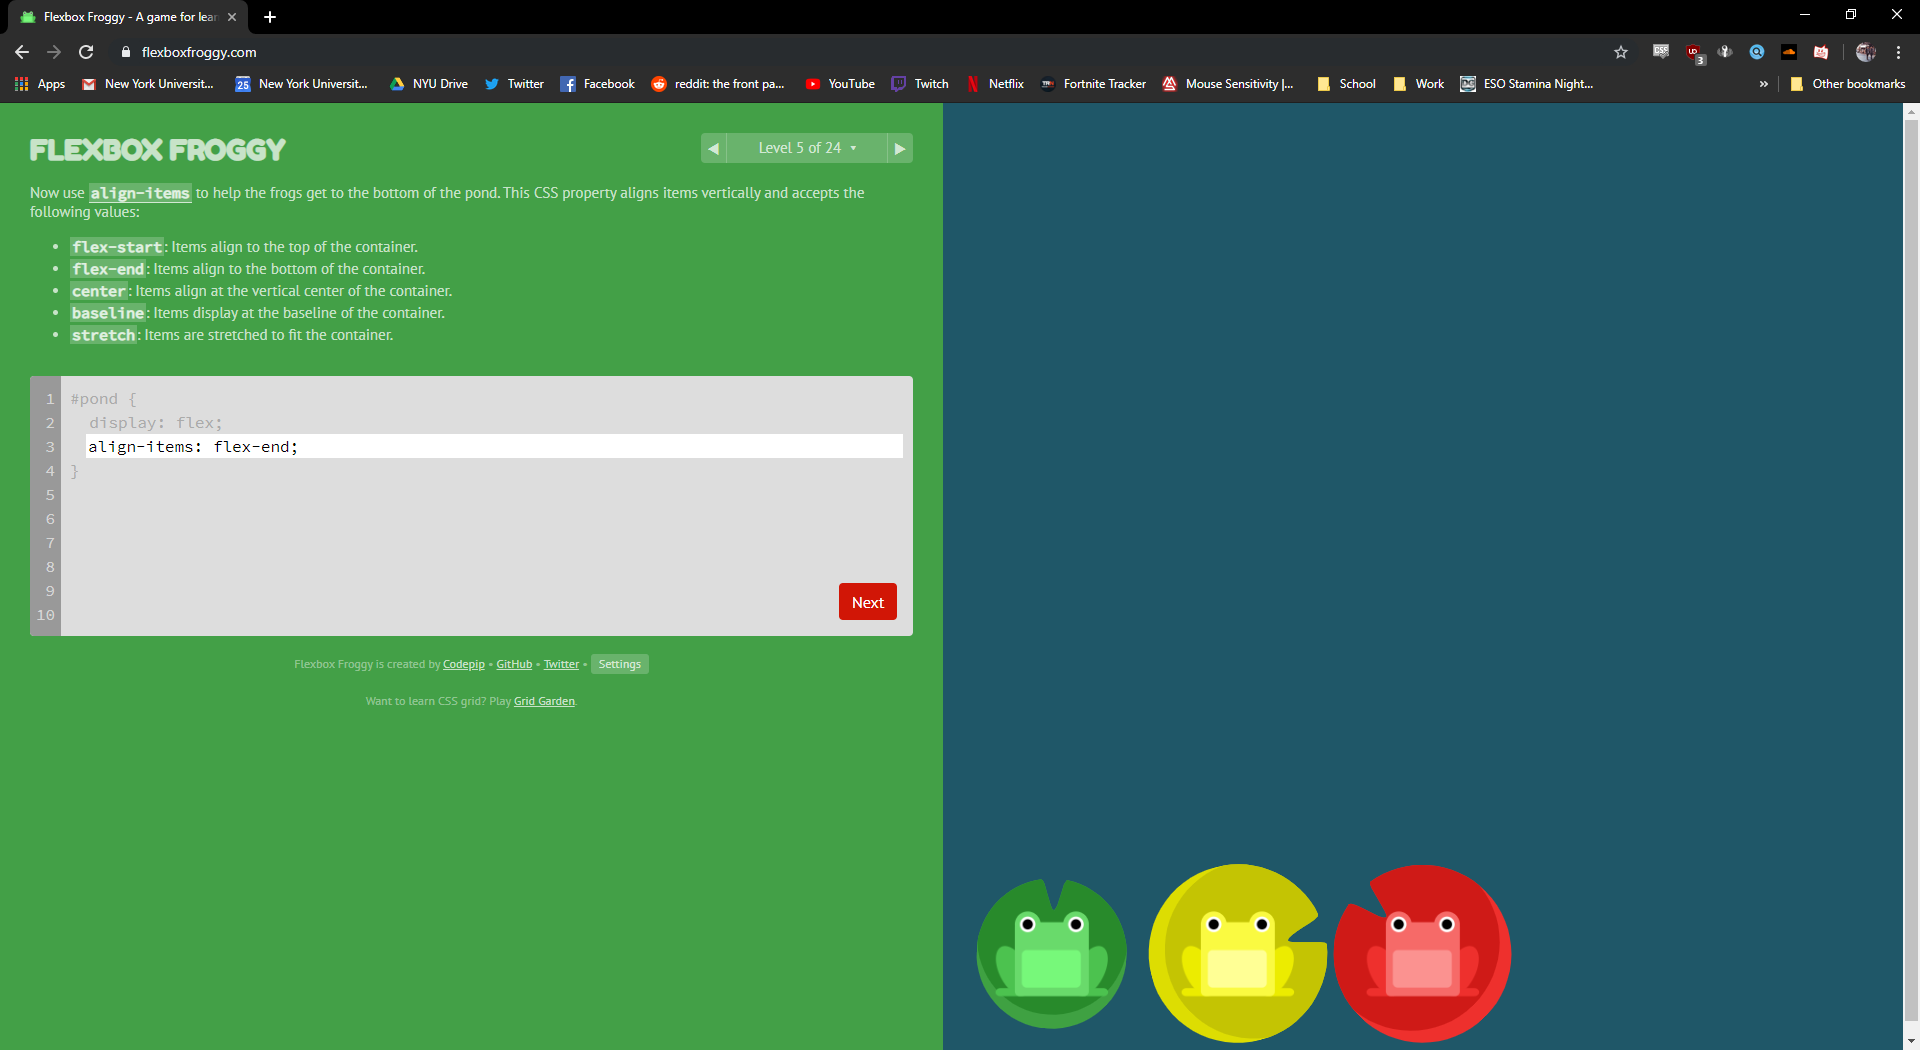 Flexbox Froggy - A game for lear
flexboxfroggy.com
CSS
UD
3
Apps
New York Universit...
25
New York Universit...
NYU Drive
Twitter
Facebook
reddit: the front pa...
YouTube
Twitch
Netflix
Fortnite Tracker
Mouse Sensitivity |...
School
Work
ESO Stamina Night...
»
Other bookmarks
FLEXBOX FROGGY
◀ Level 5 of 24 ▾ ▶
Now use align-items to help the frogs get to the bottom of the pond. This CSS property aligns items vertically and accepts the
following values:
• flex-start: Items align to the top of the container.
• flex-end: Items align to the bottom of the container.
• center: Items align at the vertical center of the container.
• baseline: Items display at the baseline of the container.
• stretch: Items are stretched to fit the container.
1 #pond {
2 display: flex;
3 align-items: flex-end;
4 }
5
6
7
8
9
10
Next
Flexbox Froggy is created by Codepip • GitHub • Twitter • Settings
Want to learn CSS grid? Play Grid Garden.